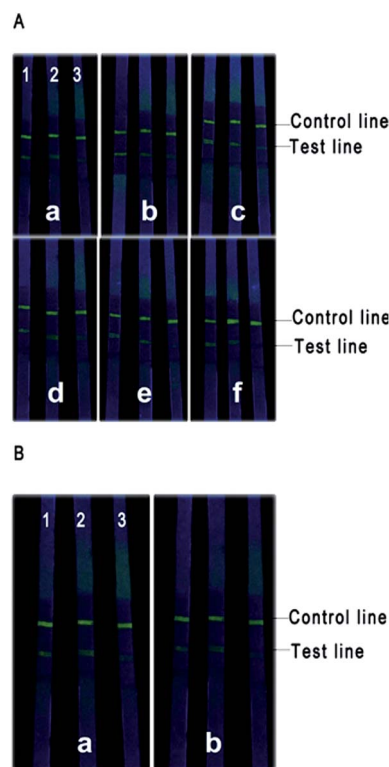 A
1 2 3
Control line
Test line
a b c
Control line
Test line
d e f
B
1 2 3
Control line
Test line
a b